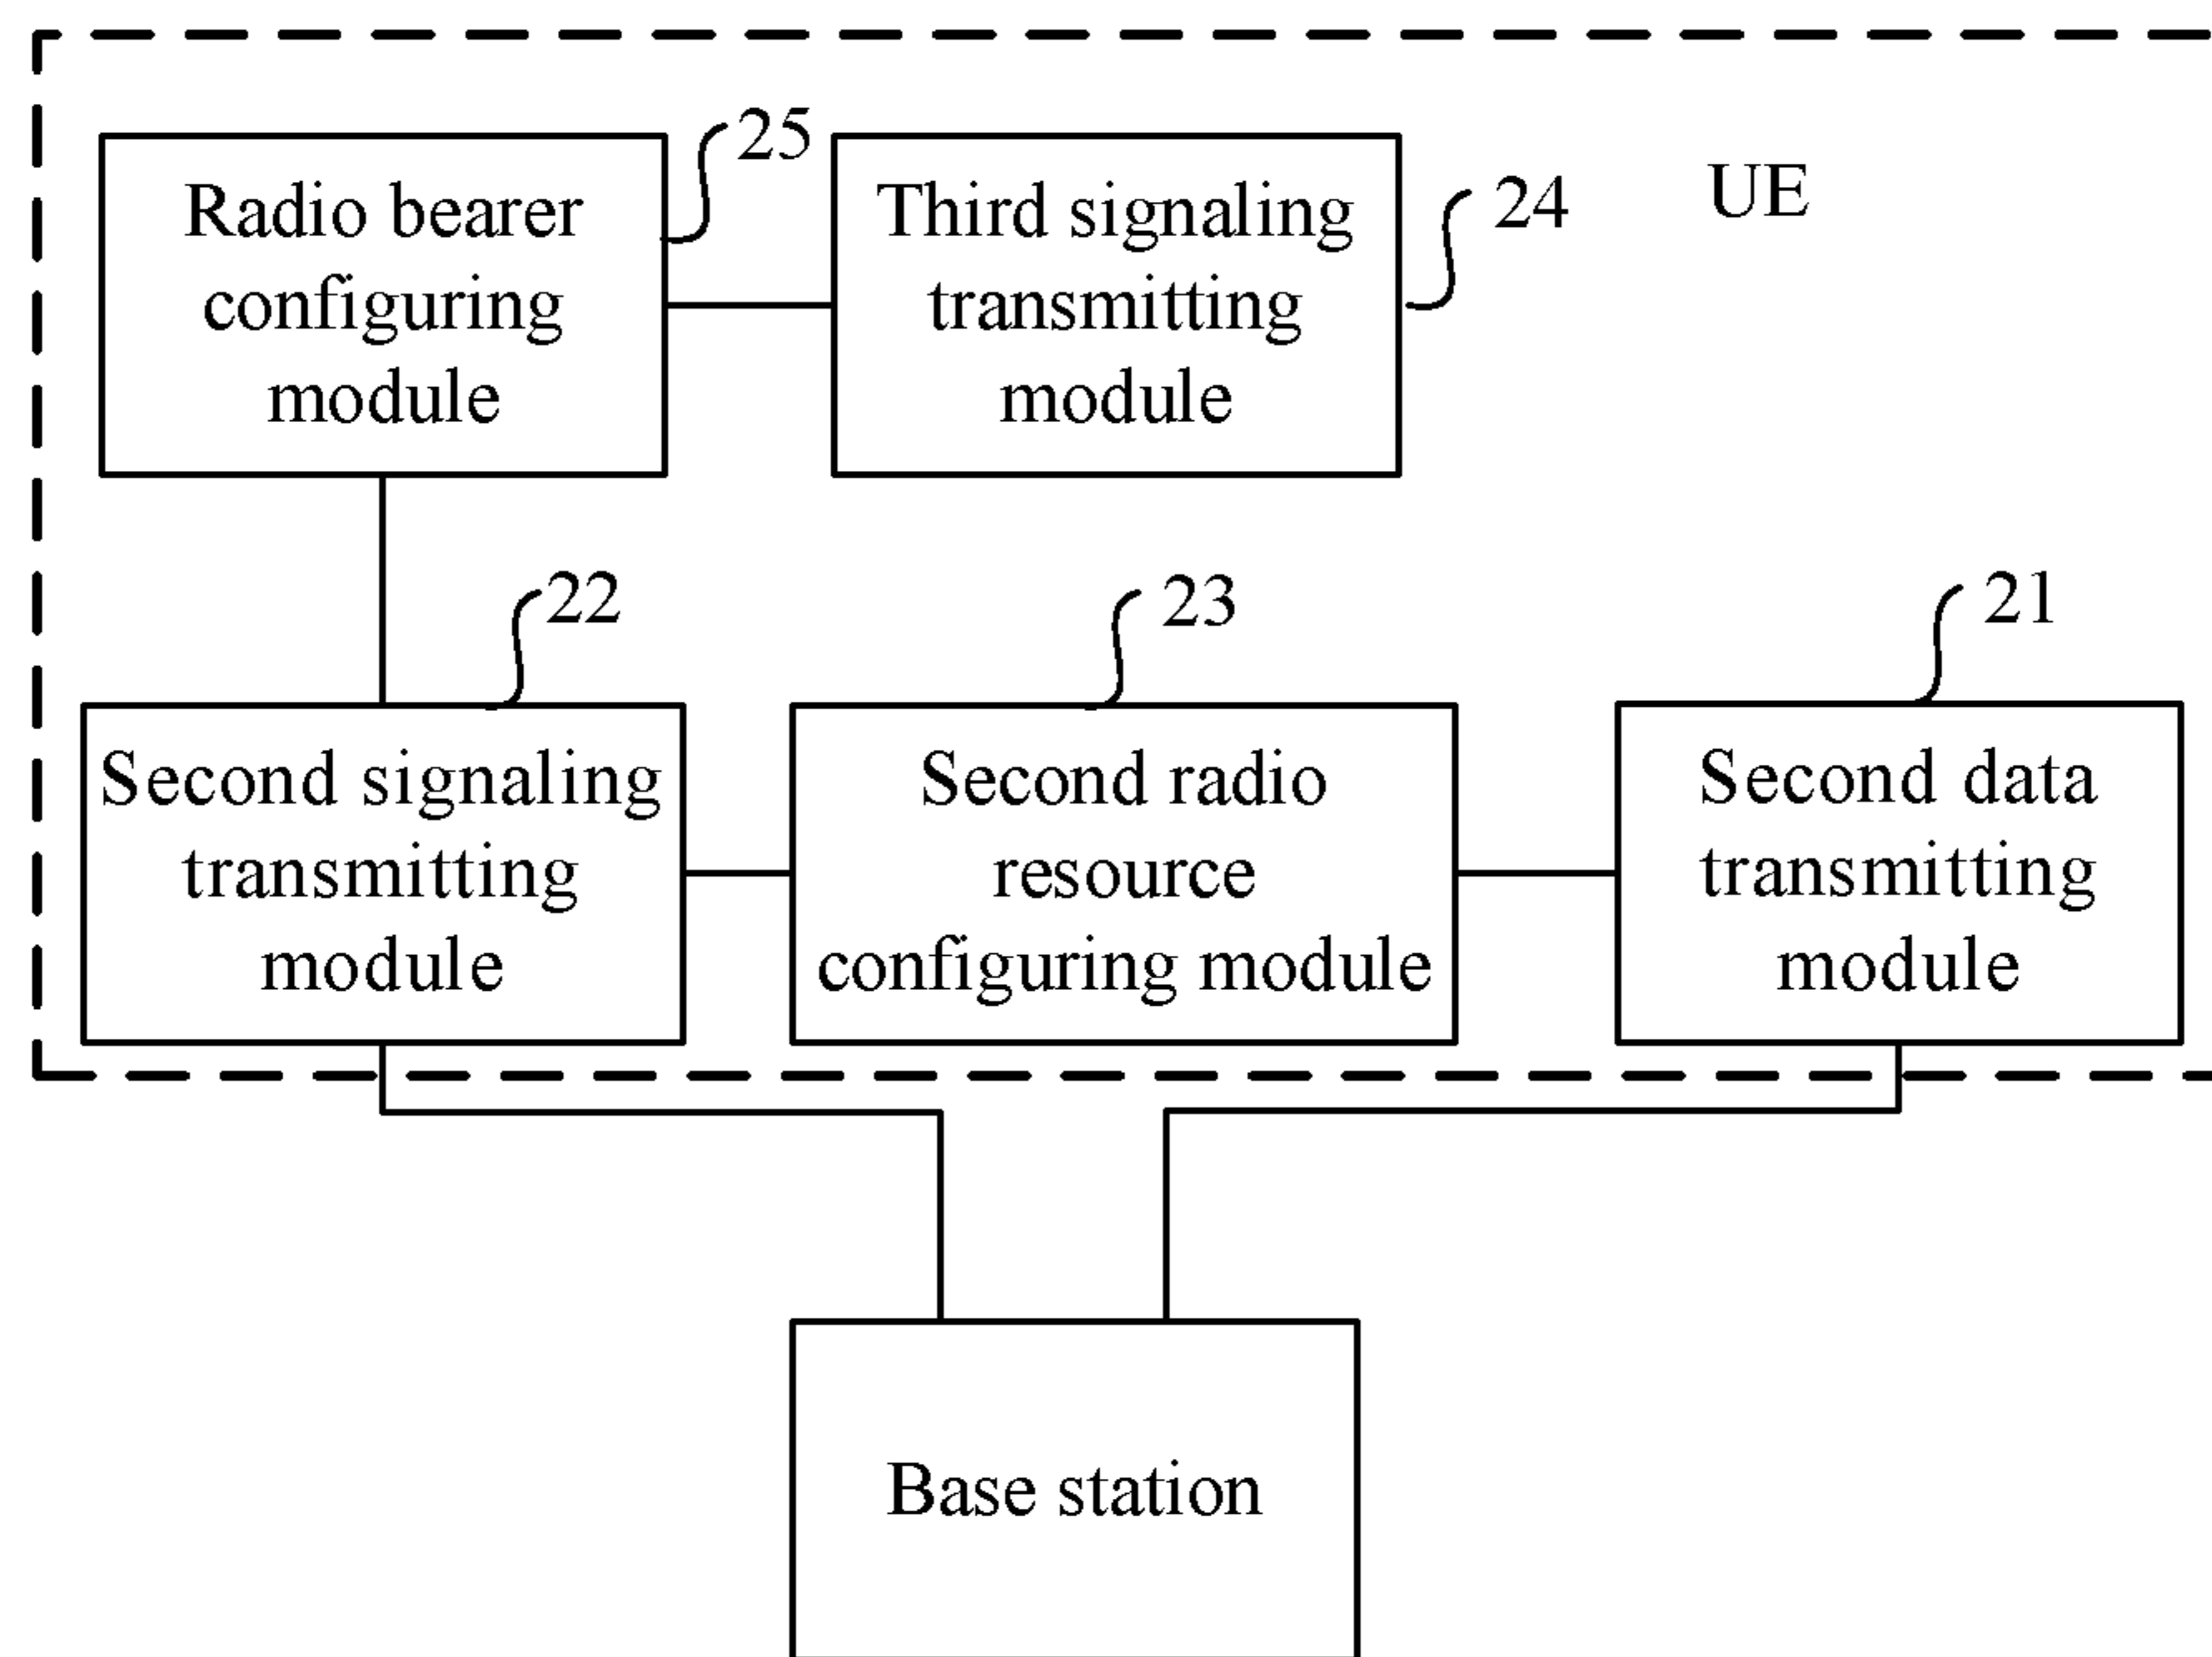 25
Radio bearer
configuring
module
Third signaling
transmitting
module
24
UE
22
23
21
Second signaling
transmitting
module
Second radio
resource
configuring module
Second data
transmitting
module
Base station